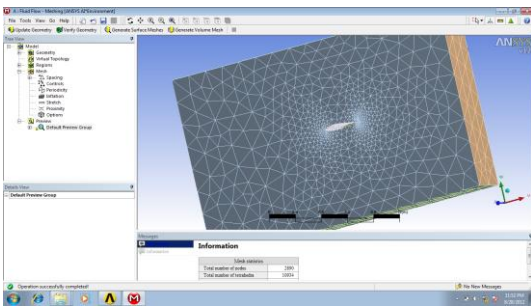 A : Fluid Flow - Meshing [ANSYS AFEnvironment]
File Tools View Go Help
Update Geometry Verify Geometry Generate Surface Meshes Generate Volume Mesh
Tree View
Model
Geometry
Virtual Topology
Regions
Mesh
Spacing
Controls
Periodicity
Inflation
Stretch
Proximity
Options
Preview
Default Preview Group
Details View
Default Preview Group
ANSYS
Messages
Information
Mesh statistics
Total number of nodes
Total number of tetrahedra
Operation successfully completed!
No New Messages